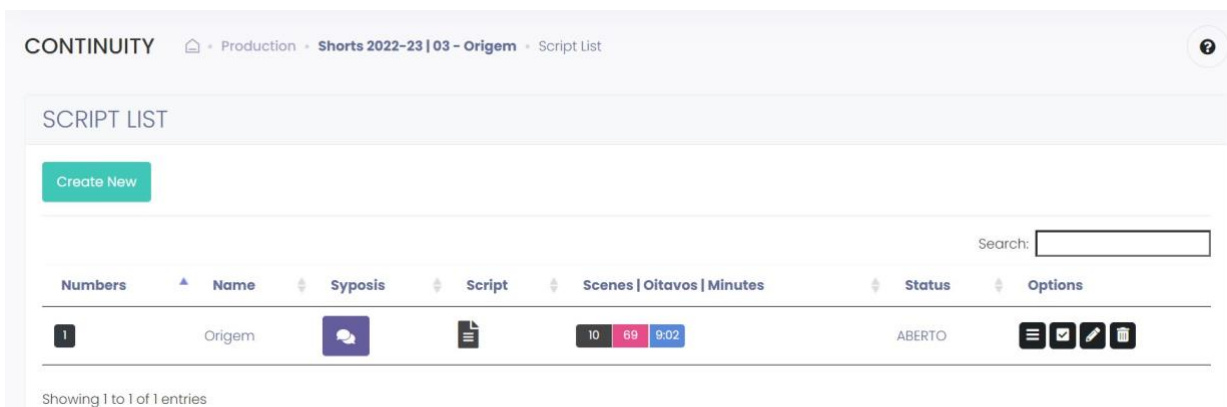 CONTINUITY Production Shorts 2022-23 | 03 - Origem Script List
SCRIPT LIST
Create New
Search:
Numbers Name Syposis Script Scenes | Oitavos | Minutes Status Options
1 Origem 10 69 9:02 ABERTO
Showing 1 to 1 of 1 entries